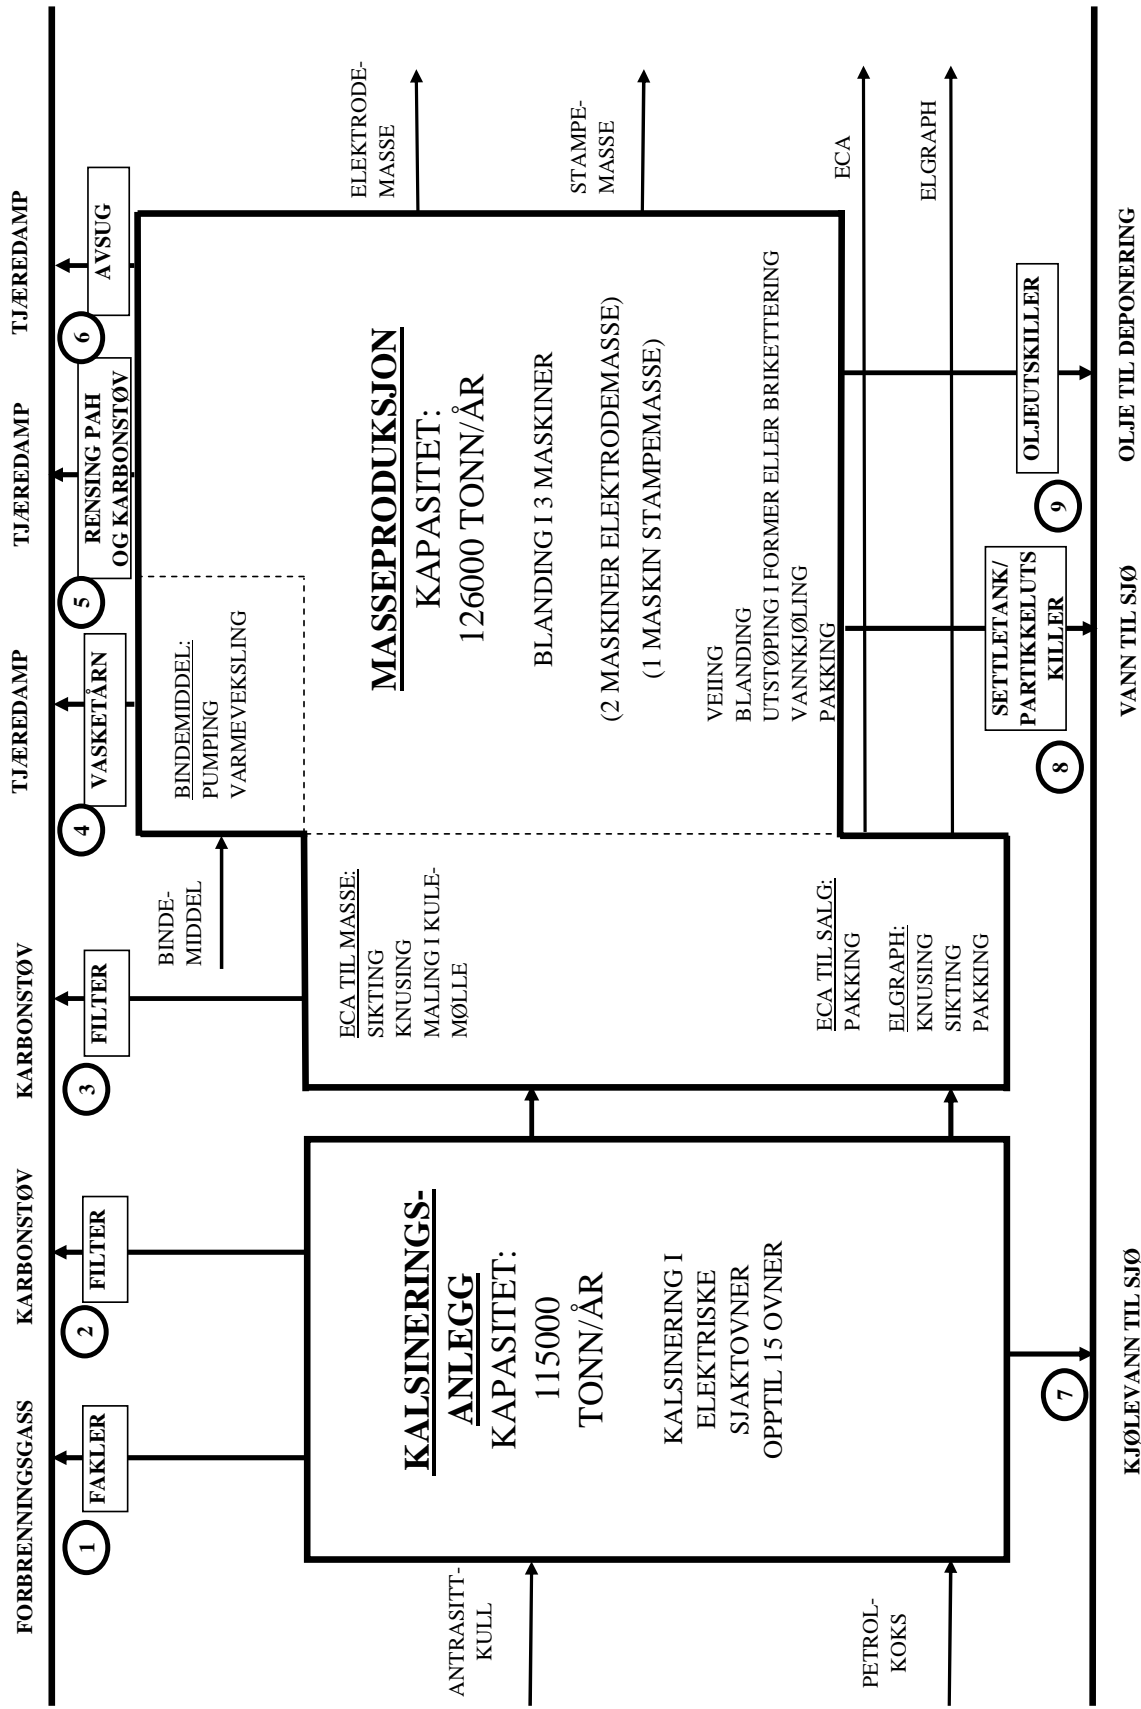 FORBRENNINGSGASS
KARBONSTØV
KARBONSTØV
TJÆREDAMP
TJÆREDAMP
TJÆREDAMP
1
FAKLER
2
FILTER
3
FILTER
4
VASKETÅRN
5
RENSING PAH
OG KARBONSTØV
6
AVSUG
ANTRASITT-
KULL
PETROL-
KOKS
KALSINERINGS-
ANLEGG
KAPASITET:
115000
TONN/ÅR
KALSINERING I
ELEKTRISKE
SJAKTOVNER
OPPTIL 15 OVNER
BINDE-
MIDDEL
ECA TIL MASSE:
SIKTING
KNUSING
MALING I KULE-
MØLLE
ECA TIL SALG:
PAKKING
ELGRAPH:
KNUSING
SIKTING
PAKKING
BINDEMIDDEL:
PUMPING
VARMEVEKSLING
MASSEPRODUKSJON
KAPASITET:
126000 TONN/ÅR
BLANDING I 3 MASKINER
(2 MASKINER ELEKTRODEMASSE)
(1 MASKIN STAMPEMASSE)
VEIING
BLANDING
UTSTØPING I FORMER ELLER BRIKETTERING
VANNKJØLING
PAKKING
ELEKTRODE-
MASSE
STAMPE-
MASSE
ECA
ELGRAPH
7
8
SETTLETANK/
PARTIKKELUTS
KILLER
9
OLJEUTSKILLER
KJØLEVANN TIL SJØ
VANN TIL SJØ
OLJE TIL DEPONERING